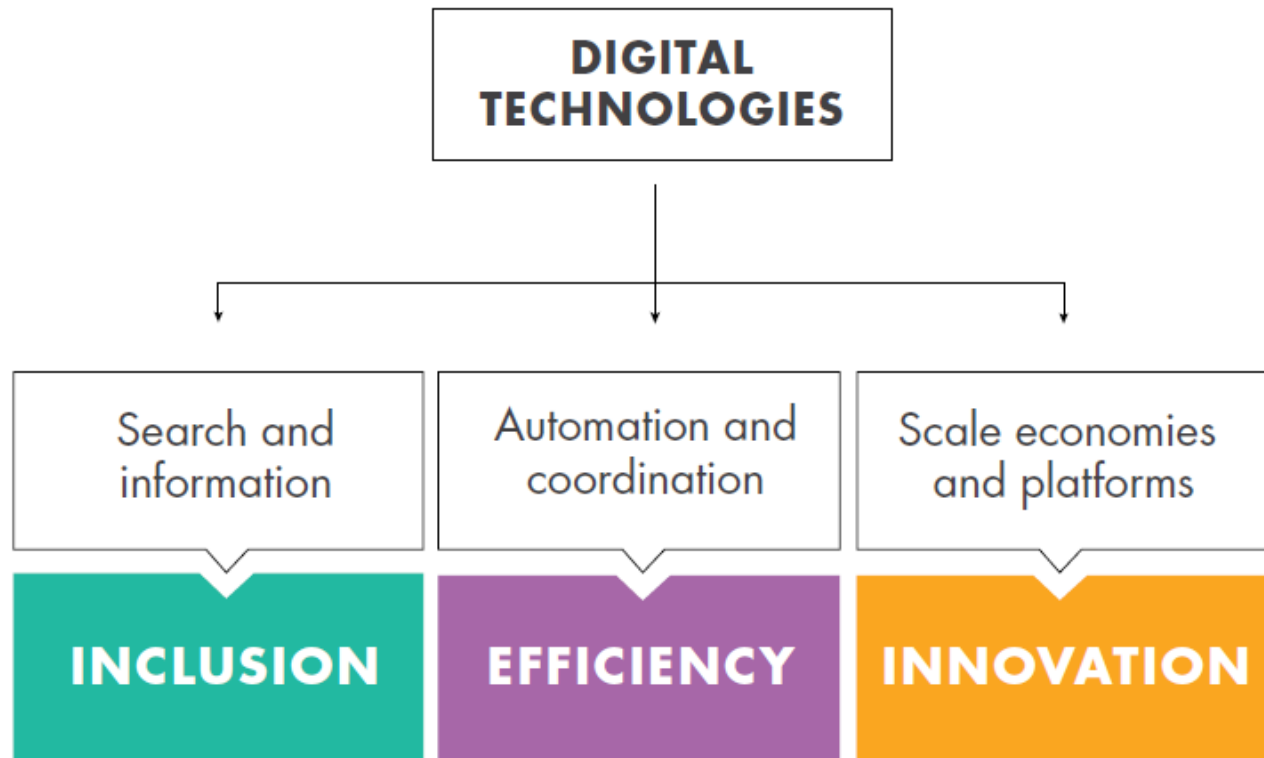 DIGITAL
TECHNOLOGIES
Search and
information
Automation and
coordination
Scale economies
and platforms
INCLUSION
EFFICIENCY
INNOVATION